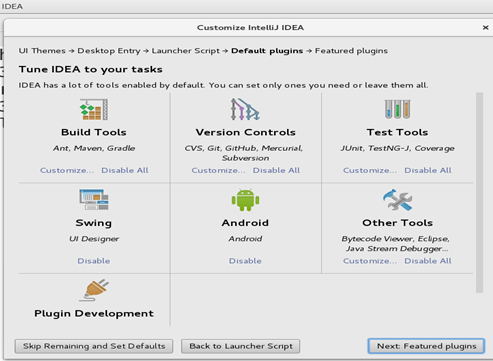 IDEA
Customize IntelliJ IDEA
UI Themes → Desktop Entry → Launcher Script → Default plugins → Featured plugins
Tune IDEA to your tasks
IDEA has a lot of tools enabled by default. You can set only ones you need or leave them all.
Build Tools
Ant, Maven, Gradle
Customize... Disable All
Version Controls
CVS, Git, GitHub, Mercurial,
Subversion
Customize... Disable All
Test Tools
JUnit, TestNG-J, Coverage
Customize... Disable All
Swing
UI Designer
Disable
Android
Android
Disable
Other Tools
Bytecode Viewer, Eclipse,
Java Stream Debugger...
Customize... Disable All
Plugin Development
Skip Remaining and Set Defaults
Back to Launcher Script
Next: Featured plugins